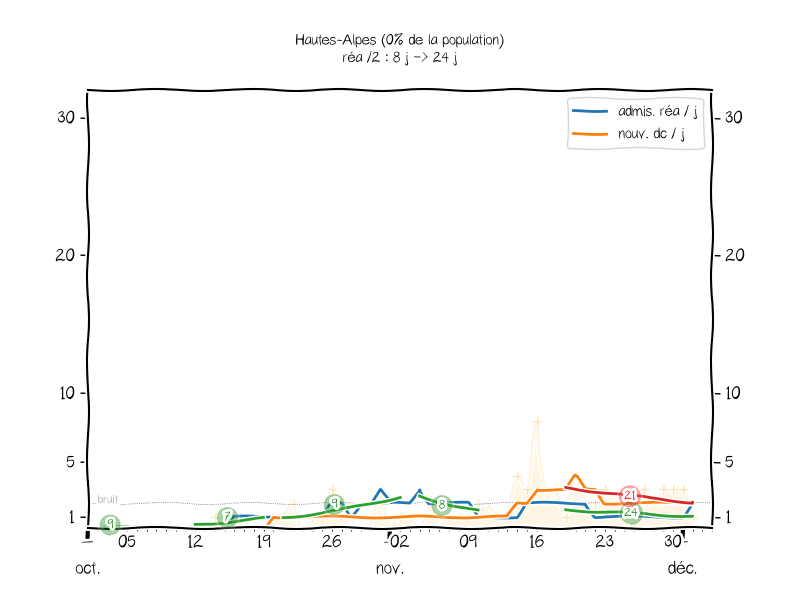 Hautes-Alpes (0% de la population)
réa /2 : 8 j -> 24 j
admis. réa / j
nouv. dc / j
30 30
20 20
10 10
5 5
bruit
1 1
9 7 9 8 21 24
05 12 19 26 02 09 16 23 30
oct. nov. déc.